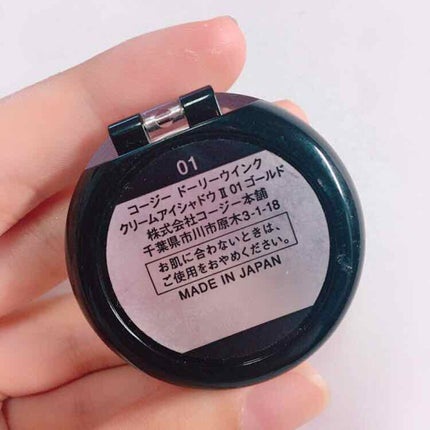 01
コージー ドーリーウインク
クリームアイシャドウ Ⅱ 01 ゴールド
株式会社コージー本舗
千葉県市川市原木3-1-18
お肌に合わないときは、
ご使用をおやめください。
MADE IN JAPAN